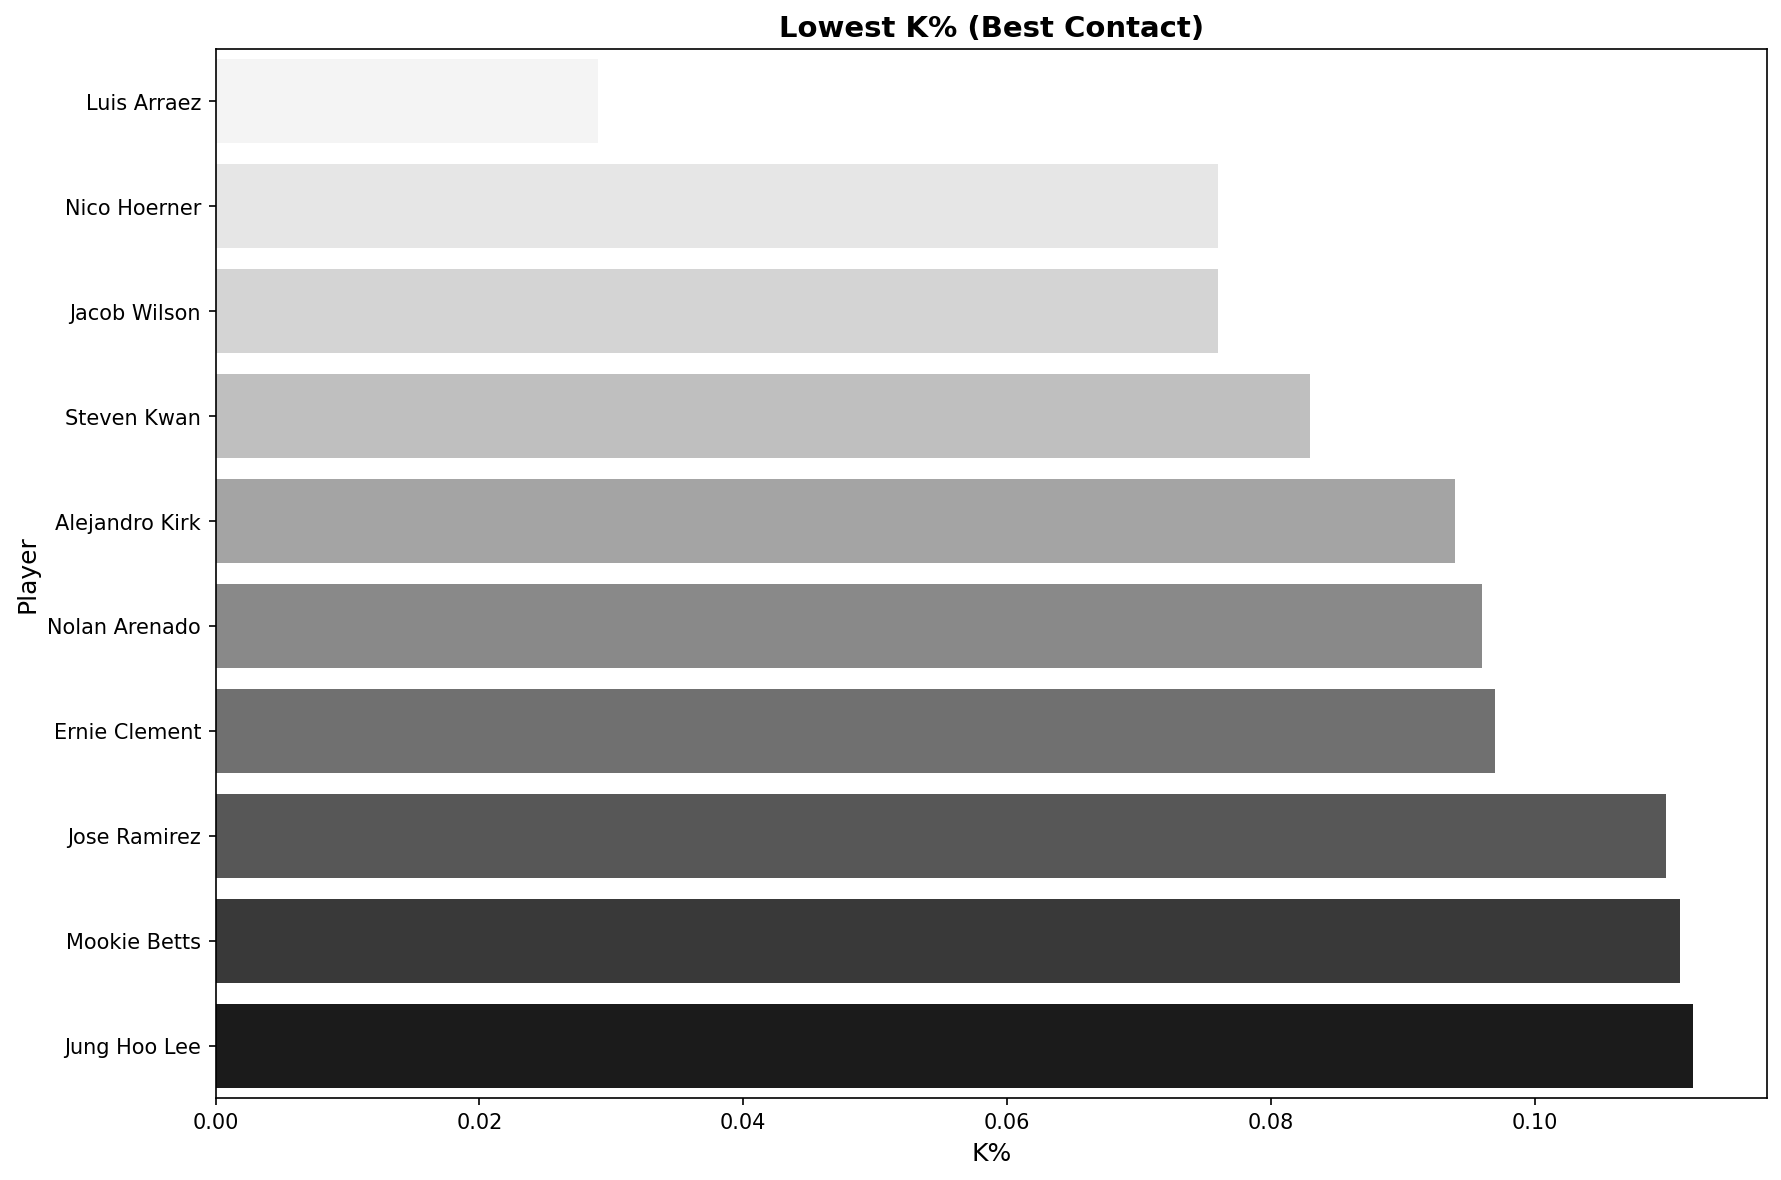 Lowest K% (Best Contact)
Player
Luis Arraez
Nico Hoerner
Jacob Wilson
Steven Kwan
Alejandro Kirk
Nolan Arenado
Ernie Clement
Jose Ramirez
Mookie Betts
Jung Hoo Lee
0.00 0.02 0.04 0.06 0.08 0.10
K%